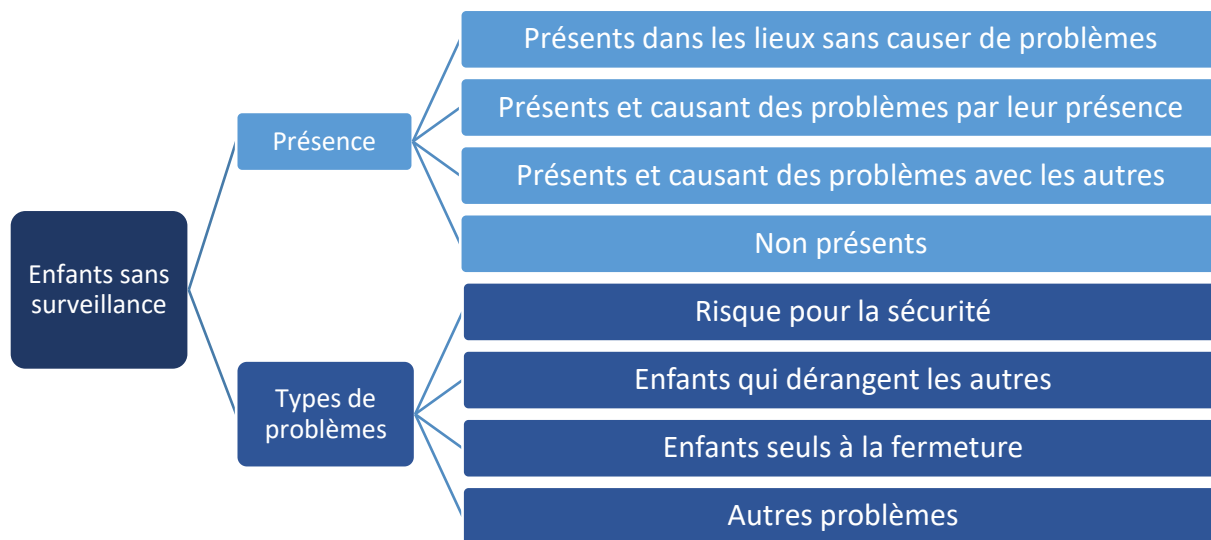 Présents dans les lieux sans causer de problèmes
Présents et causant des problèmes par leur présence
Présence
Présents et causant des problèmes avec les autres
Non présents
Enfants sans
surveillance
Risque pour la sécurité
Enfants qui dérangent les autres
Types de
problèmes
Enfants seuls à la fermeture
Autres problèmes